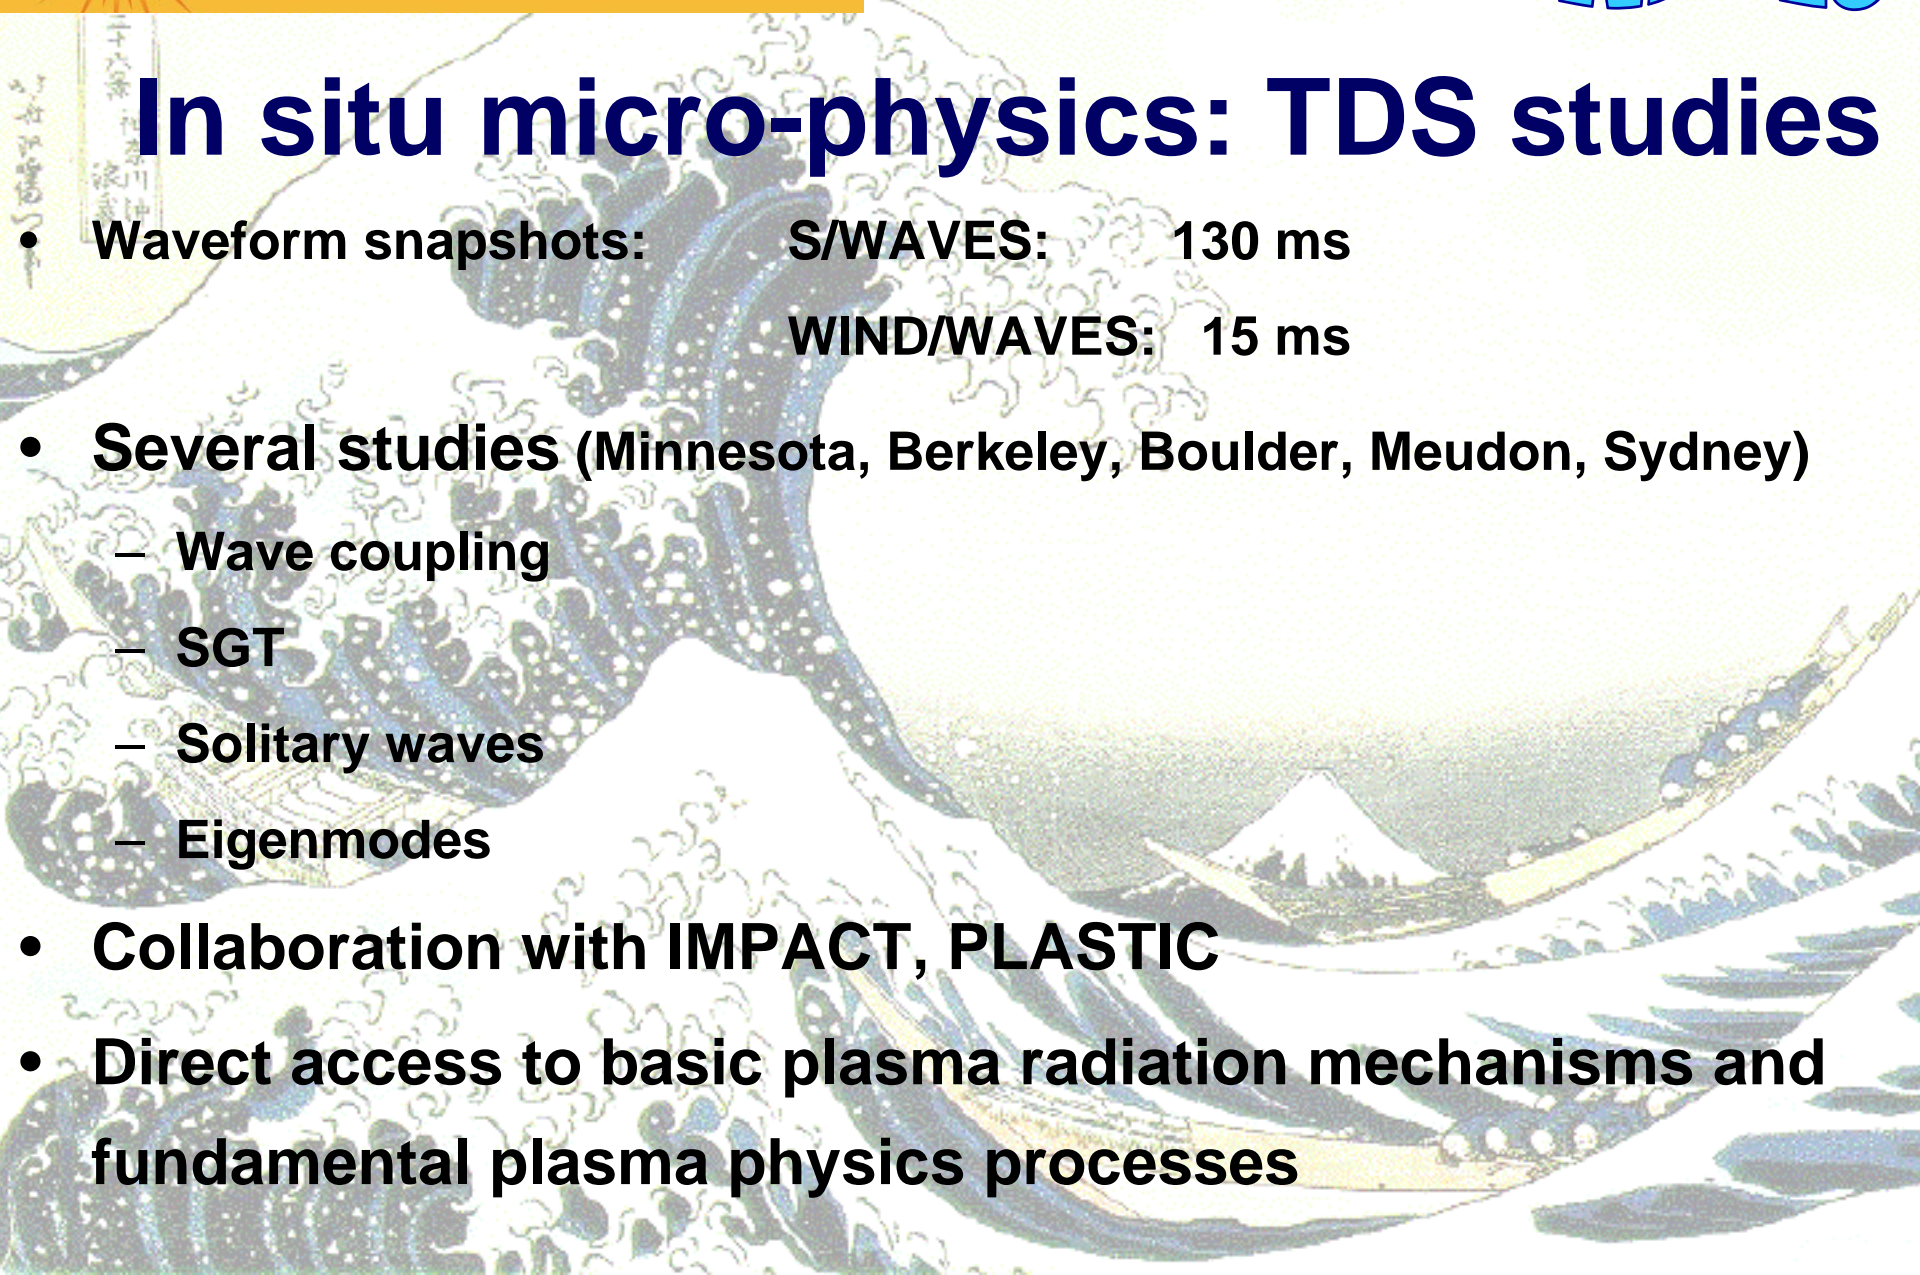 In situ micro-physics: TDS studies
• Waveform snapshots: S/WAVES: 130 ms
WIND/WAVES: 15 ms
• Several studies (Minnesota, Berkeley, Boulder, Meudon, Sydney)
– Wave coupling
– SGT
– Solitary waves
– Eigenmodes
• Collaboration with IMPACT, PLASTIC
• Direct access to basic plasma radiation mechanisms and
fundamental plasma physics processes